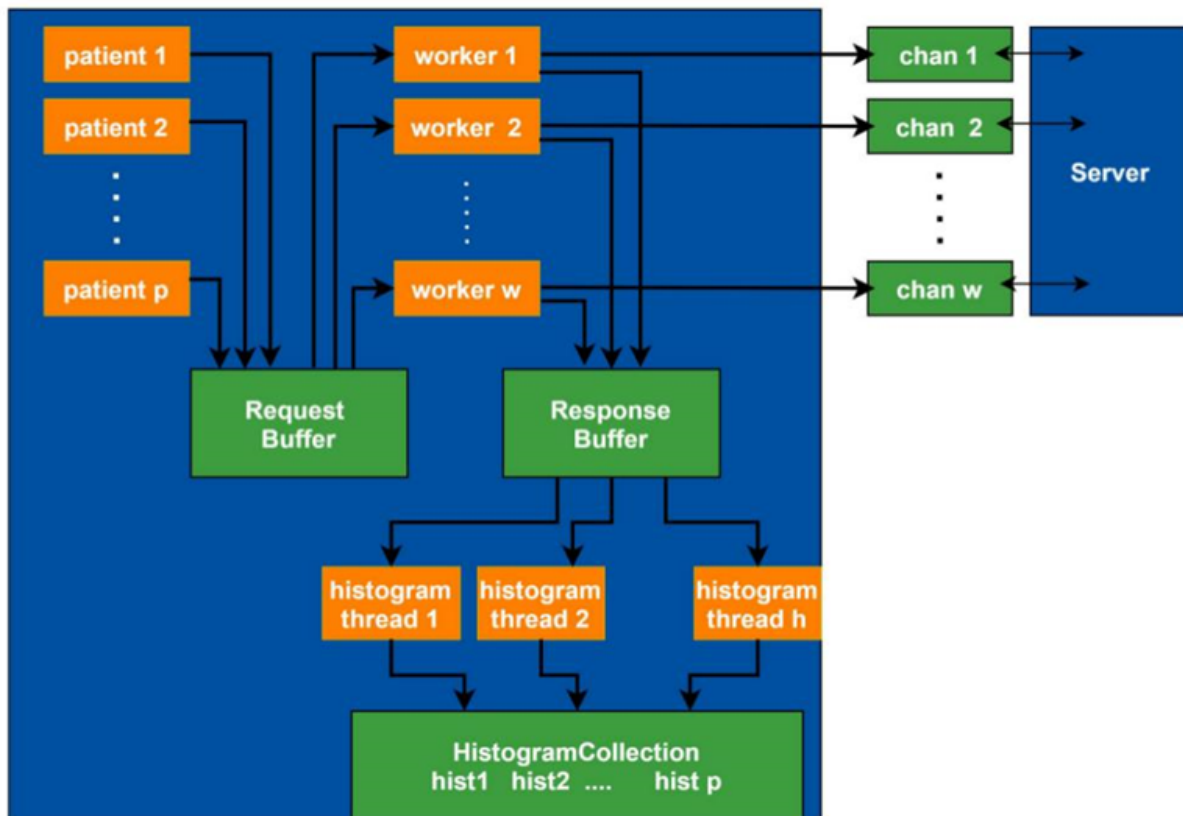 patient 1
worker 1
chan 1
patient 2
worker 2
chan 2
Server
patient p
worker w
chan w
Request
Buffer
Response
Buffer
histogram
thread 1
histogram
thread 2
histogram
thread h
HistogramCollection
hist1 hist2 .... hist p